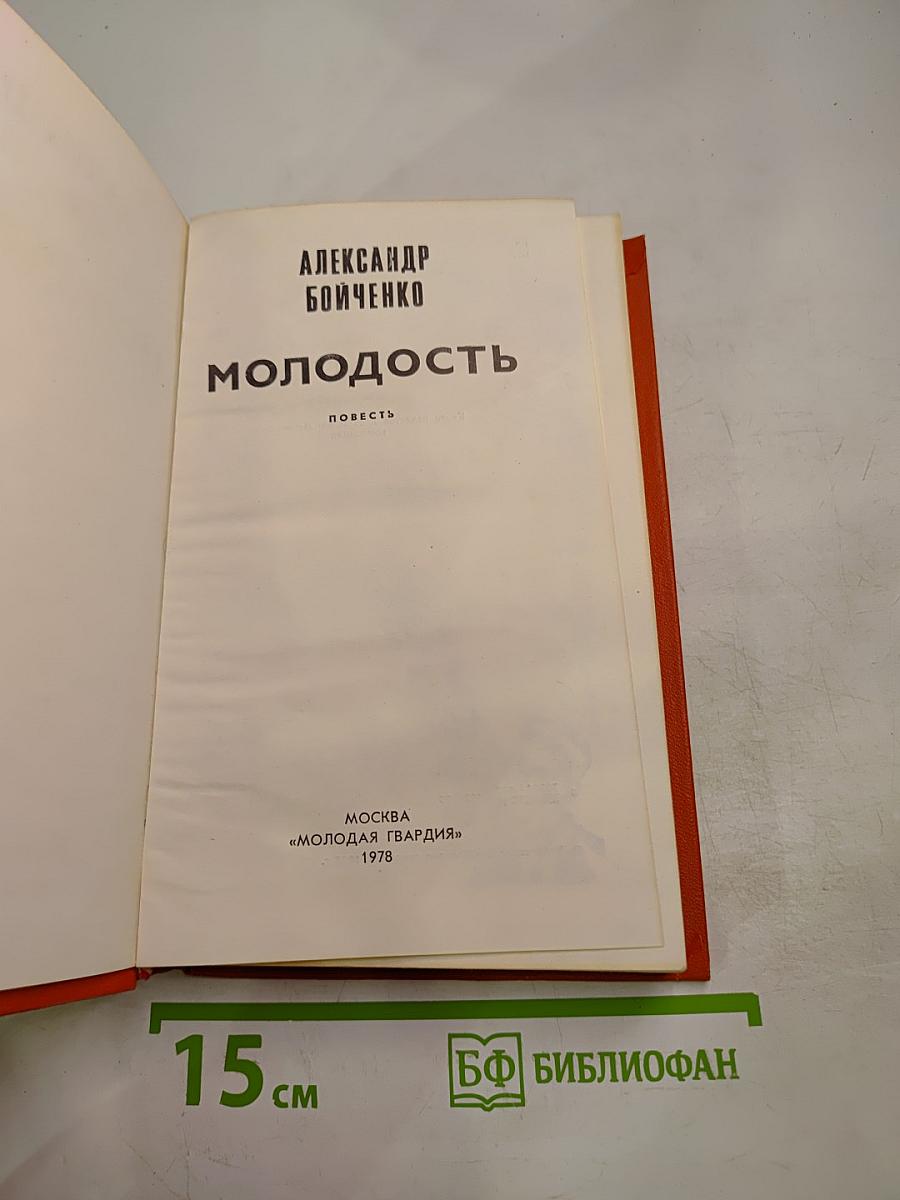 АЛЕКСАНДР
БОЙЧЕНКО
МОЛОДОСТЬ
ПОВЕСТЬ
МОСКВА
«МОЛОДАЯ ГВАРДИЯ»
1978
15 см
БФ БИБЛИОФАН